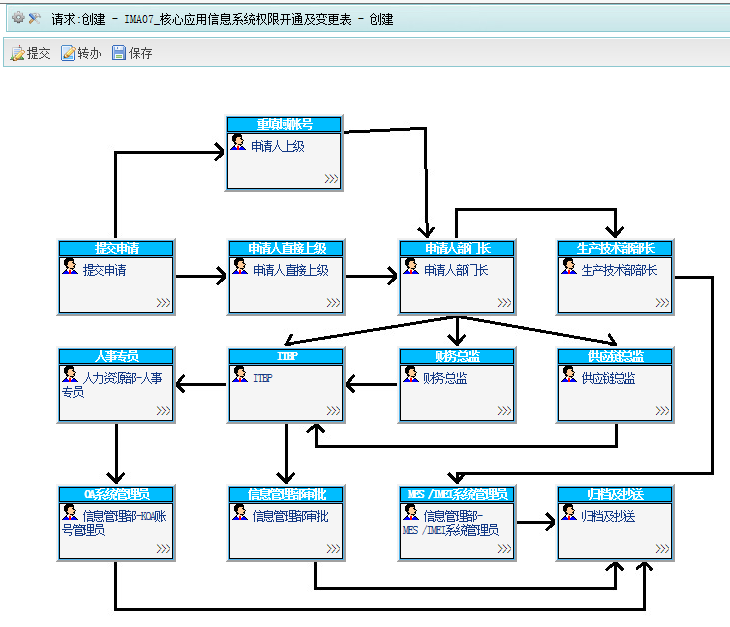 请求:创建 - IMA07_核心应用信息系统权限开通及变更表 - 创建
提交 转办 保存
重填域账号
申请人上级
提交申请
提交申请
申请人直接上级
申请人直接上级
申请人部门长
申请人部门长
生产技术部部长
生产技术部部长
人事专员
人力资源部-人事
专员
ITBP
ITBP
财务总监
财务总监
供应链总监
供应链总监
OA系统管理员
信息管理部-KOA账
号管理员
信息管理部审批
信息管理部审批
MES /IMEI系统管理员
信息管理部-
MES /IMEI系统管理员
归档及抄送
归档及抄送